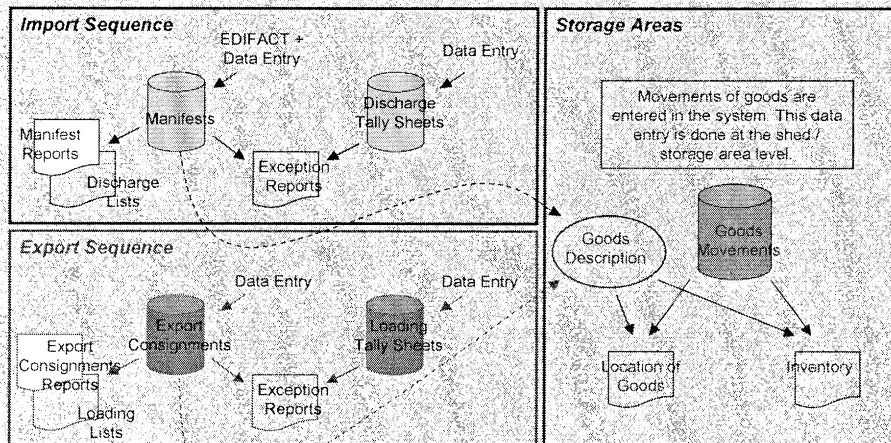 Import Sequence
EDIFACT +
Data Entry
Data Entry
Manifests
Discharge
Tally Sheets
Manifest
Reports
Discharge
Lists
Exception
Reports
Export Sequence
Data Entry
Data Entry
Export
Consignments
Loading
Tally Sheets
Export
Consignments
Reports
Loading
Lists
Exception
Reports
Storage Areas
Movements of goods are
entered in the system. This data
entry is done at the shed /
storage area level.
Goods
Description
Goods
Movements
Location of
Goods
Inventory